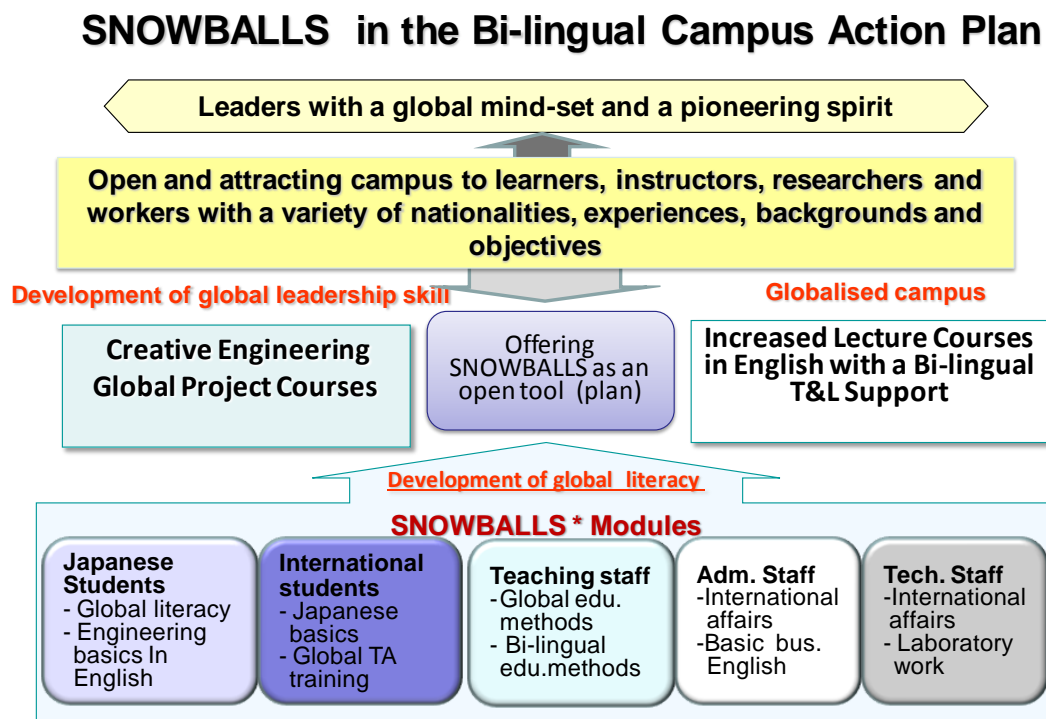 SNOWBALLS in the Bi-lingual Campus Action Plan
Leaders with a global mind-set and a pioneering spirit
Open and attracting campus to learners, instructors, researchers and
workers with a variety of nationalities, experiences, backgrounds and
objectives
Development of global leadership skill
Globalised campus
Creative Engineering
Global Project Courses
Offering
SNOWBALLS as an
open tool (plan)
Increased Lecture Courses
in English with a Bi-lingual
T&L Support
Development of global literacy
SNOWBALLS * Modules
Japanese
Students
- Global literacy
- Engineering
basics In
English
International
students
- Japanese
basics
- Global TA
training
Teaching staff
-Global edu.
methods
- Bi-lingual
edu.methods
Adm. Staff
-International
affairs
-Basic bus.
English
Tech. Staff
-International
affairs
- Laboratory
work